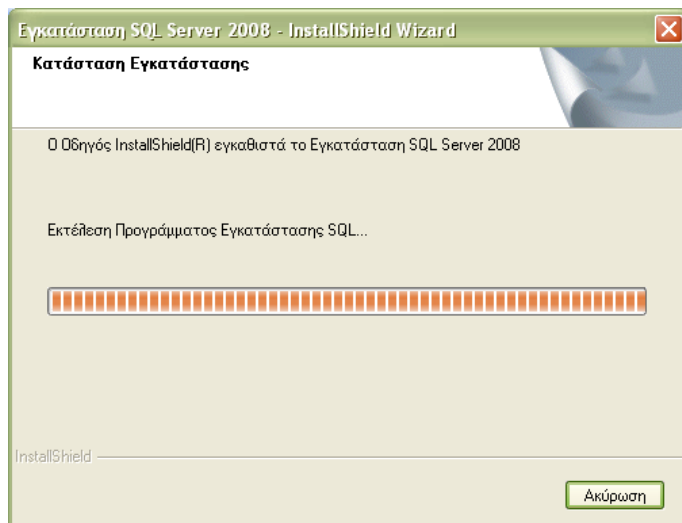 Εγκατάσταση SQL Server 2008 - InstallShield Wizard
Κατάσταση Εγκατάστασης
Ο Οδηγός InstallShield(R) εγκαθιστά το Εγκατάσταση SQL Server 2008
Εκτέλεση Προγράμματος Εγκατάστασης SQL...
InstallShield
Ακύρωση